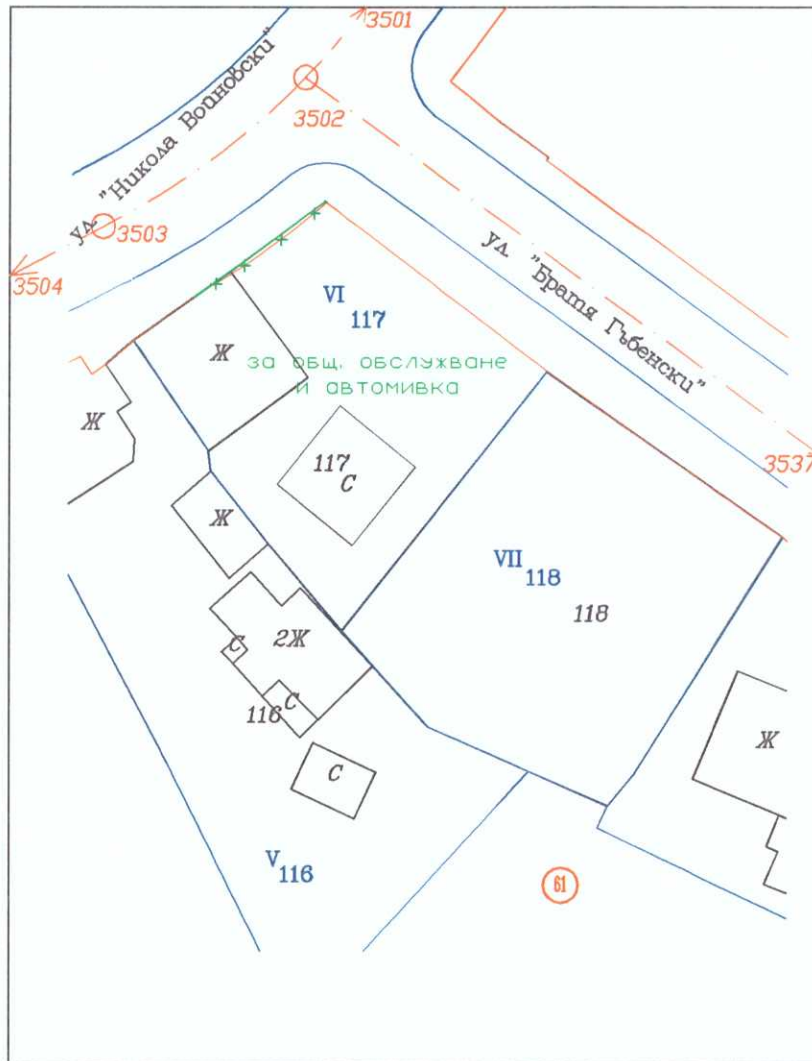 3501
ул. "Никола Войновски"
3502
3503
3504
ул. "Братя Гъбенски"
VI 117
за общ. обслужване
и автомивка
Ж
Ж
117
С
3537
Ж
VII 118
118
2Ж
С
С
116
Ж
С
V 116
61